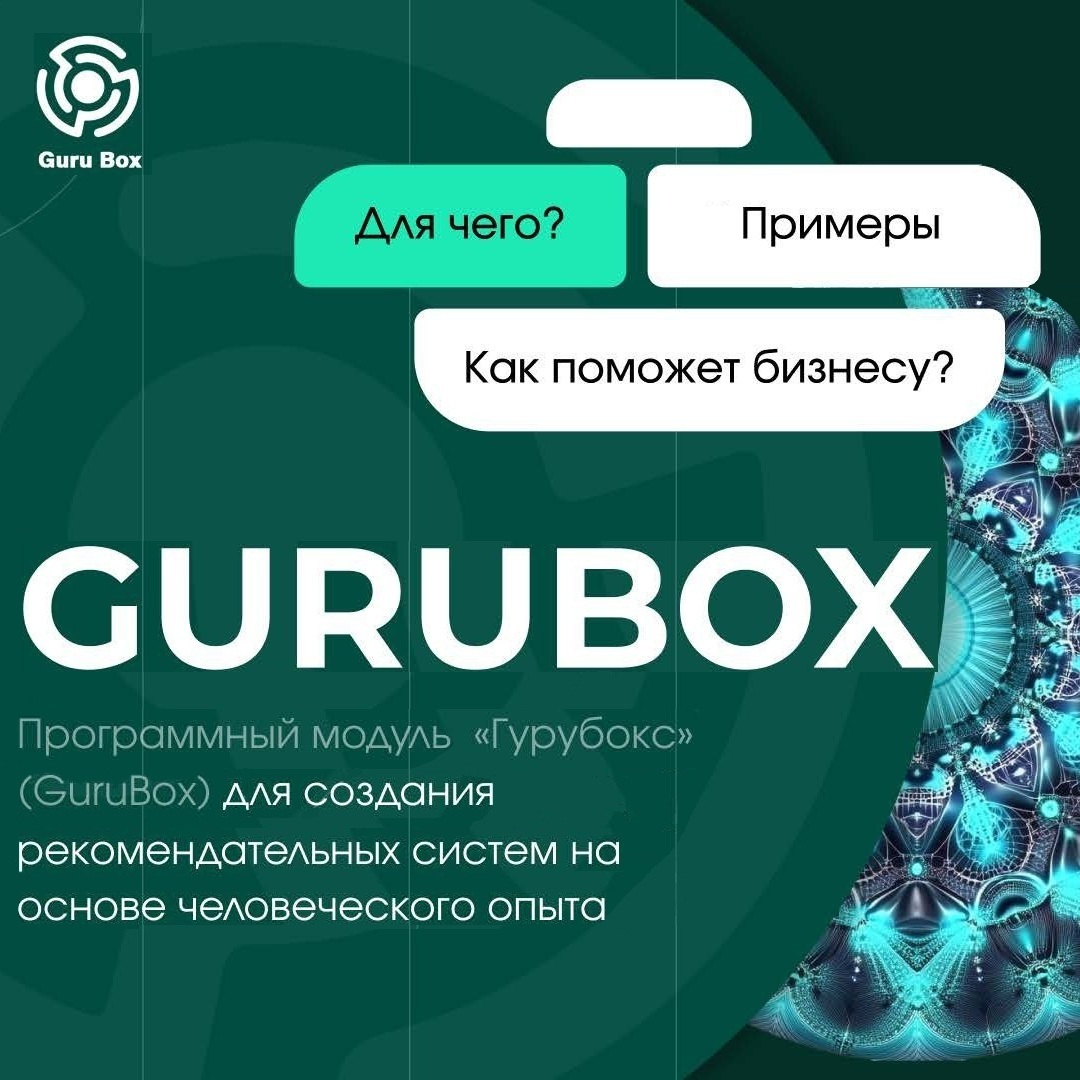 Guru Box
Для чего?
Примеры
Как поможет бизнесу?
GURUBOX
Программный модуль «Гурубокс»
(GuruBox) для создания
рекомендательных систем на
основе человеческого опыта